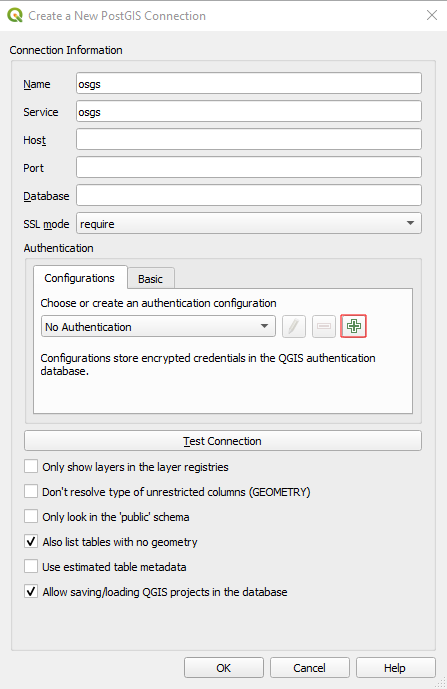 Create a New PostGIS Connection
Connection Information
Name osgs
Service osgs
Host
Port
Database
SSL mode require
Authentication
Configurations Basic
Choose or create an authentication configuration
No Authentication
Configurations store encrypted credentials in the QGIS authentication
database.
Test Connection
Only show layers in the layer registries
Don't resolve type of unrestricted columns (GEOMETRY)
Only look in the 'public' schema
Also list tables with no geometry
Use estimated table metadata
Allow saving/loading QGIS projects in the database
OK Cancel Help